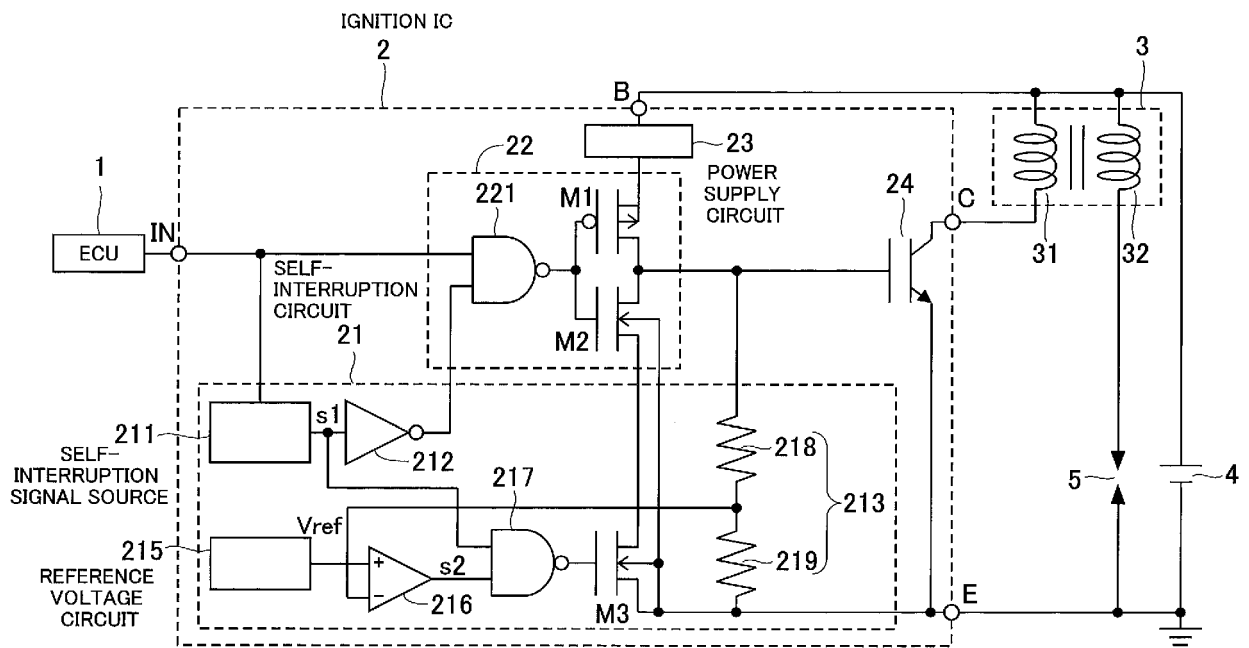 IGNITION IC
2
3
B
23
22
POWER
SUPPLY
CIRCUIT
1
221
M1
24
C
IN
ECU
31
32
SELF-
INTERRUPTION
CIRCUIT
M2
21
s1
211
212
218
SELF-
INTERRUPTION
SIGNAL SOURCE
217
213
5
4
Vref
215
+
s2
219
REFERENCE
VOLTAGE
CIRCUIT
−
216
M3
E